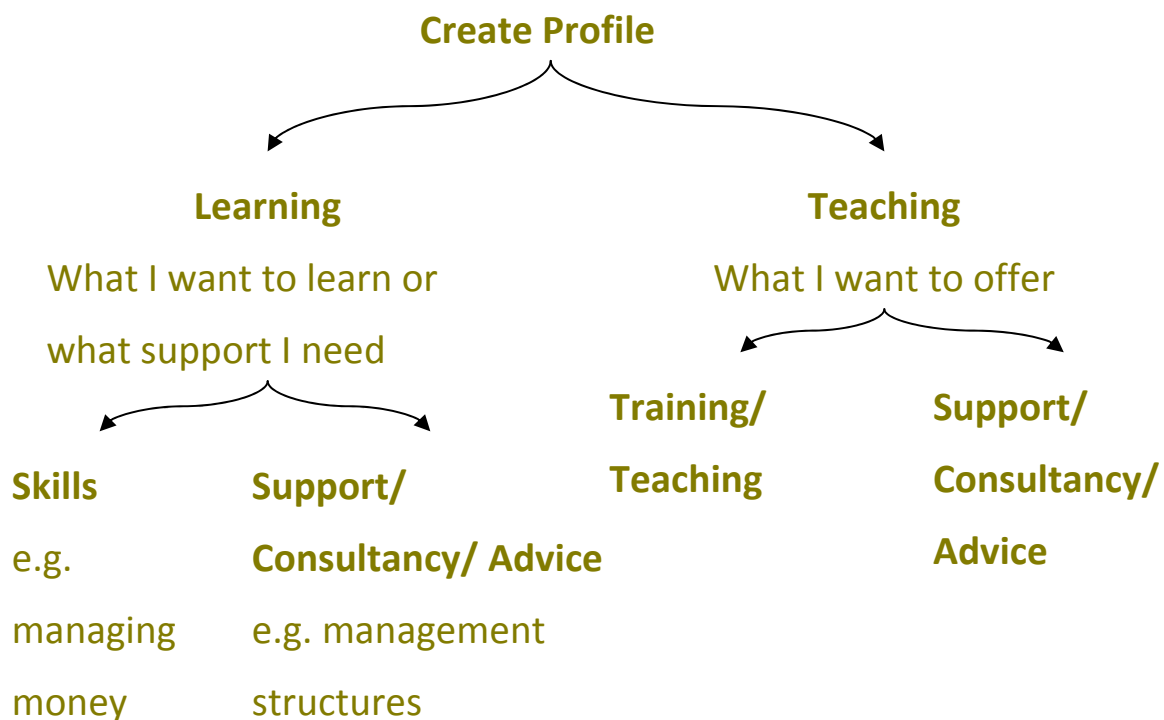 Create Profile
Learning
What I want to learn or
what support I need
Skills
e.g.
managing
money
Support/
Consultancy/ Advice
e.g. management
structures
Teaching
What I want to offer
Training/
Teaching
Support/
Consultancy/
Advice